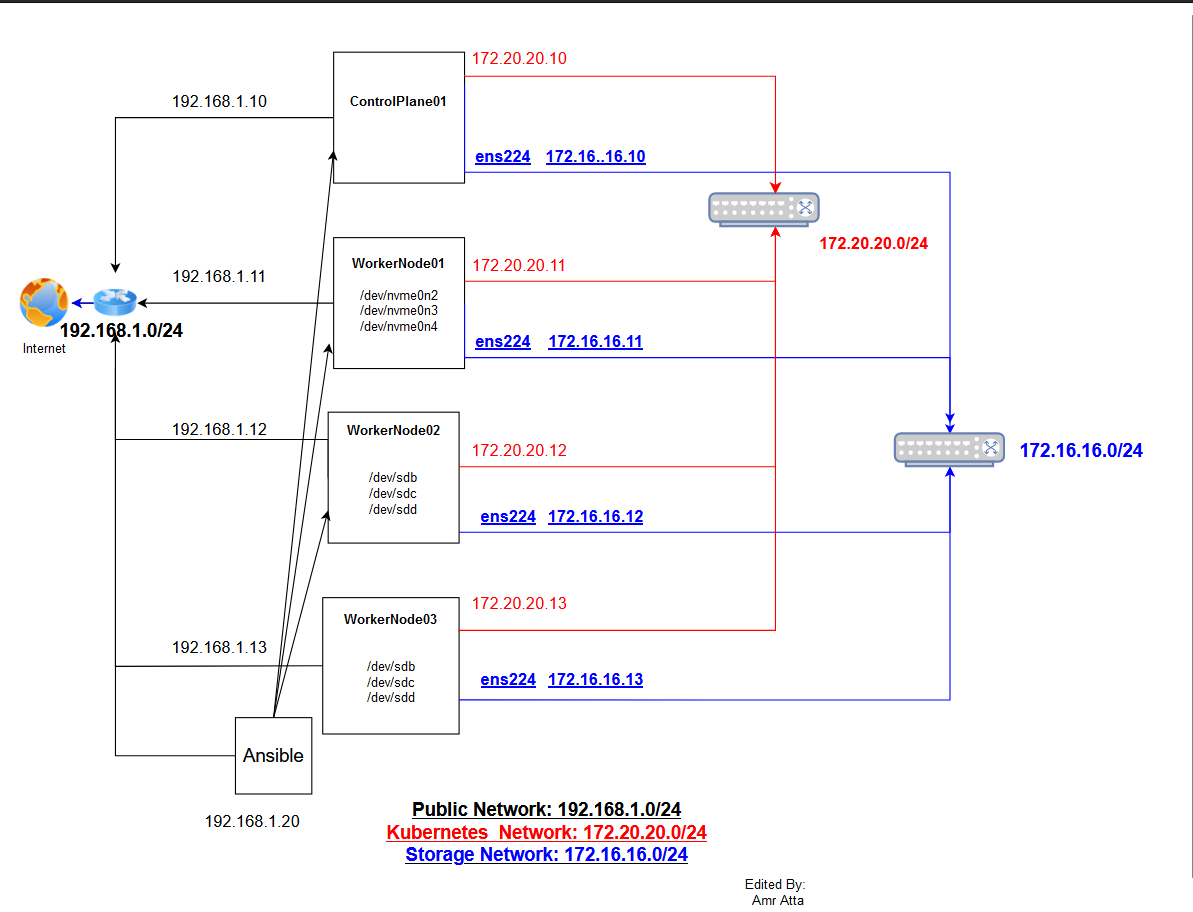 172.20.20.10
192.168.1.10
ControlPlane01
ens224 172.16..16.10
172.20.20.0/24
192.168.1.11
WorkerNode01
172.20.20.11
/dev/nvme0n2
/dev/nvme0n3
/dev/nvme0n4
192.168.1.0/24
Internet
ens224 172.16.16.11
192.168.1.12
WorkerNode02
172.20.20.12
172.16.16.0/24
/dev/sdb
/dev/sdc
/dev/sdd
ens224 172.16.16.12
172.20.20.13
WorkerNode03
192.168.1.13
/dev/sdb
/dev/sdc
/dev/sdd
ens224 172.16.16.13
Ansible
192.168.1.20
Public Network: 192.168.1.0/24
Kubernetes  Network: 172.20.20.0/24
Storage Network: 172.16.16.0/24
Edited By:
Amr Atta